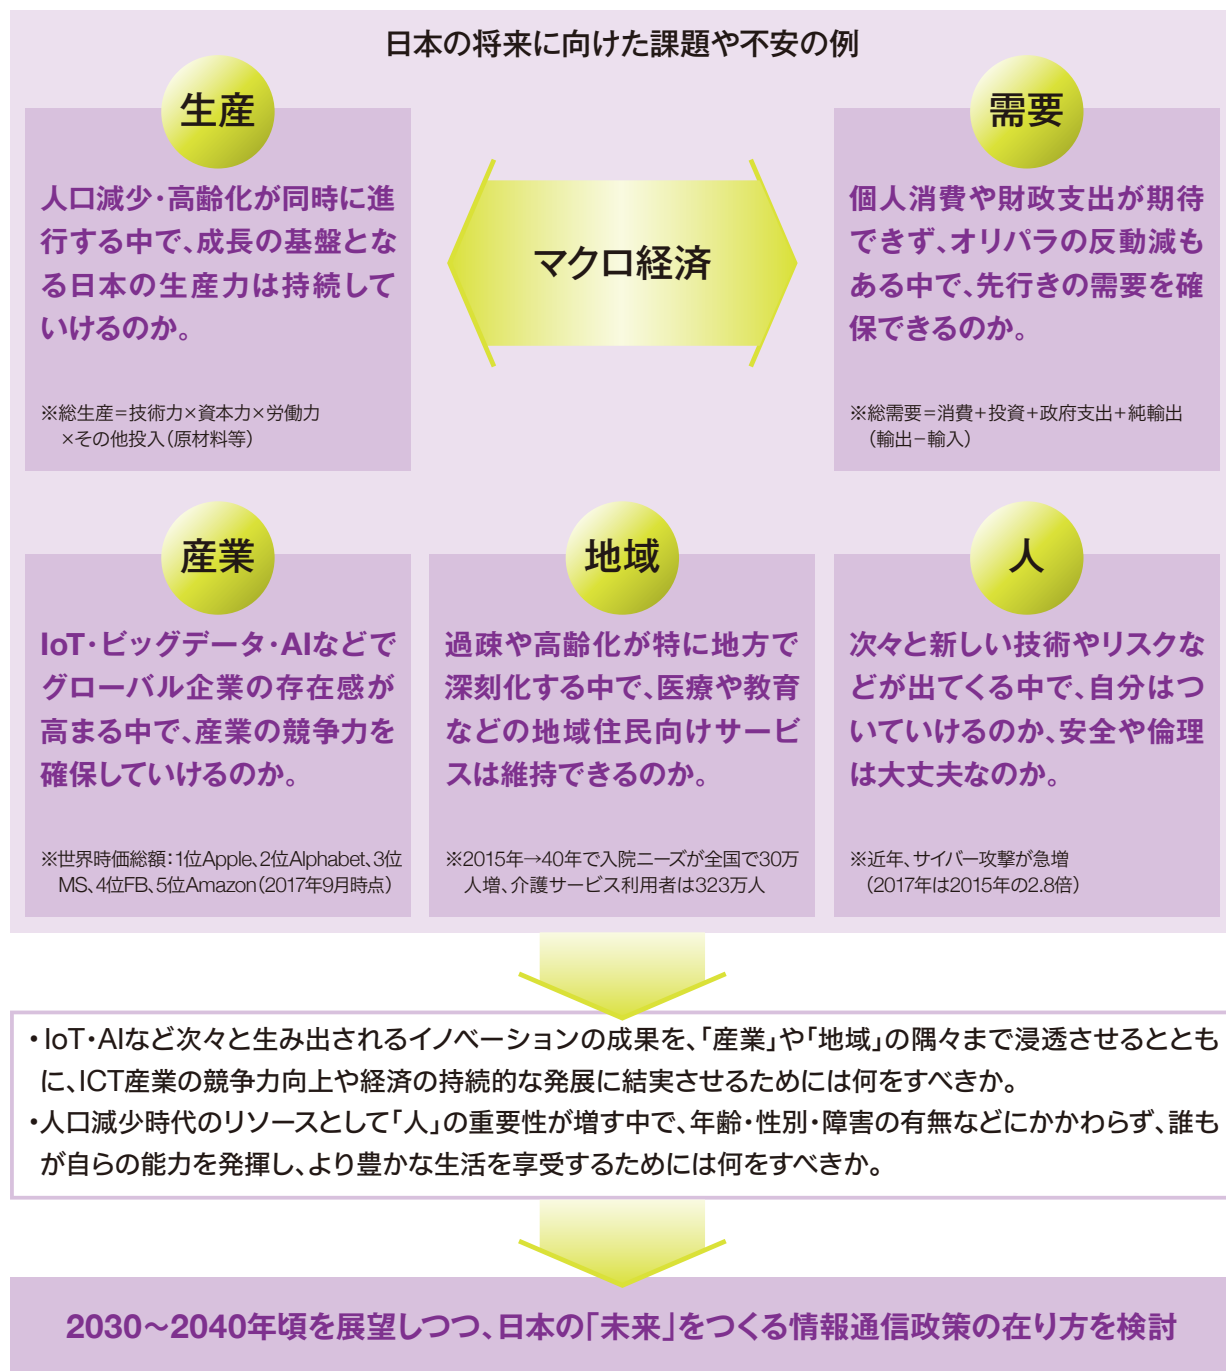 日本の将来に向けた課題や不安の例
生産
人口減少・高齢化が同時に進
行する中で、成長の基盤とな
る日本の生産力は持続して
いけるのか。
※総生産=技術力×資本力×労働力
×その他投入(原材料等)
マクロ経済
需要
個人消費や財政支出が期待
できず、オリパラの反動減も
ある中で、先行きの需要を確
保できるのか。
※総需要=消費+投資+政府支出+純輸出
(輸出−輸入)
産業
IoT・ビッグデータ・AIなどで
グローバル企業の存在感が
高まる中で、産業の競争力を
確保していけるのか。
※世界時価総額:1位Apple、2位Alphabet、3位
MS、4位FB、5位Amazon(2017年9月時点)
地域
過疎や高齢化が特に地方で
深刻化する中で、医療や教育
などの地域住民向けサービ
スは維持できるのか。
※2015年→40年で入院ニーズが全国で30万
人増、介護サービス利用者は323万人
人
次々と新しい技術やリスクな
どが出てくる中で、自分はつ
いていけるのか、安全や倫理
は大丈夫なのか。
※近年、サイバー攻撃が急増
(2017年は2015年の2.8倍)
・IoT・AIなど次々と生み出されるイノベーションの成果を、「産業」や「地域」の隅々まで浸透させるととも
に、ICT産業の競争力向上や経済の持続的な発展に結実させるためには何をすべきか。
・人口減少時代のリソースとして「人」の重要性が増す中で、年齢・性別・障害の有無などにかかわらず、誰も
が自らの能力を発揮し、より豊かな生活を享受するためには何をすべきか。
2030〜2040年頃を展望しつつ、日本の「未来」をつくる情報通信政策の在り方を検討